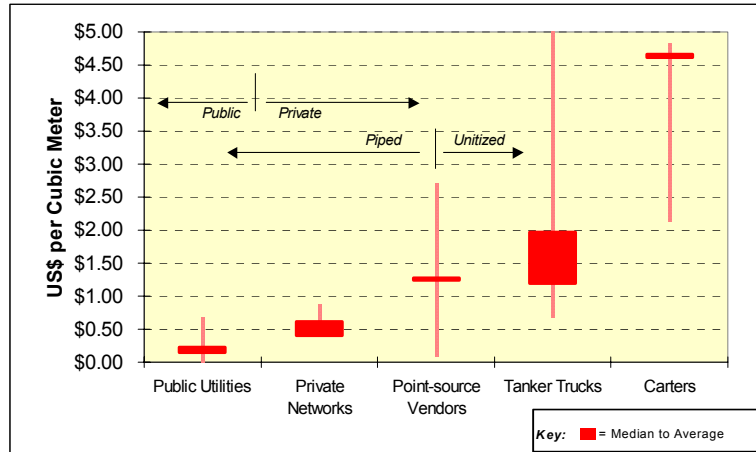 $5.00
$4.50
$4.00
$3.50
$3.00
$2.50
$2.00
$1.50
$1.00
$0.50
$0.00
US$ per Cubic Meter
Public Private
Piped Unitized
Public Utilities Private Networks Point-source Vendors Tanker Trucks Carters
Key: = Median to Average